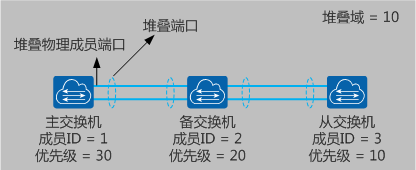 堆叠域 = 10
堆叠端口
堆叠物理成员端口
主交换机
成员ID = 1
优先级 = 30
备交换机
成员ID = 2
优先级 = 20
从交换机
成员ID = 3
优先级 = 10